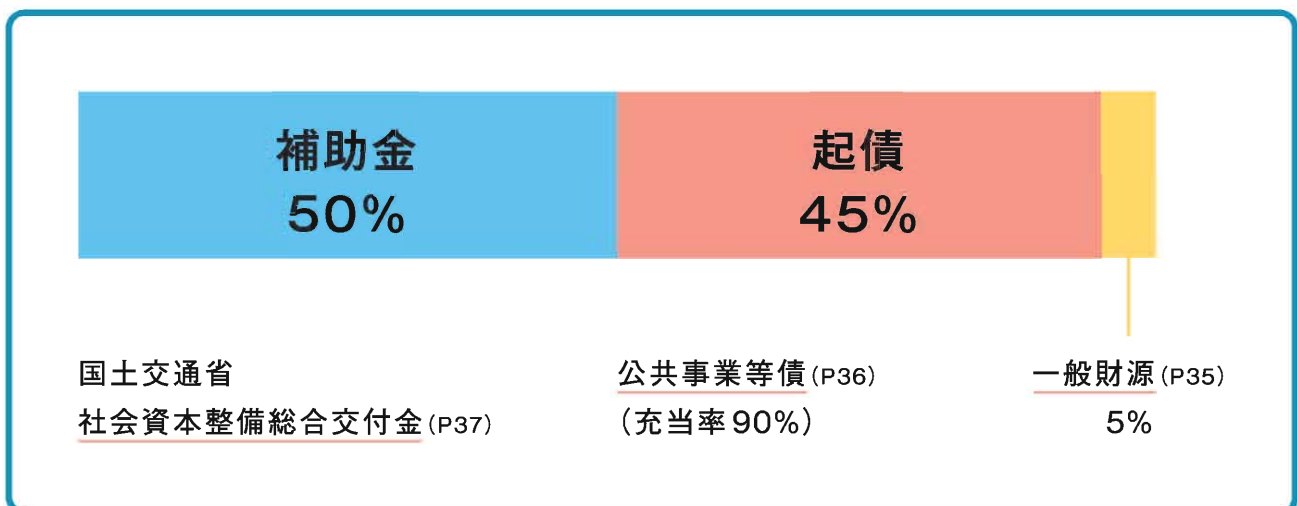 補助金
50%
起債
45%
国土交通省
社会資本整備総合交付金(P37)
公共事業等債(P36)
(充当率90%)
一般財源(P35)
5%